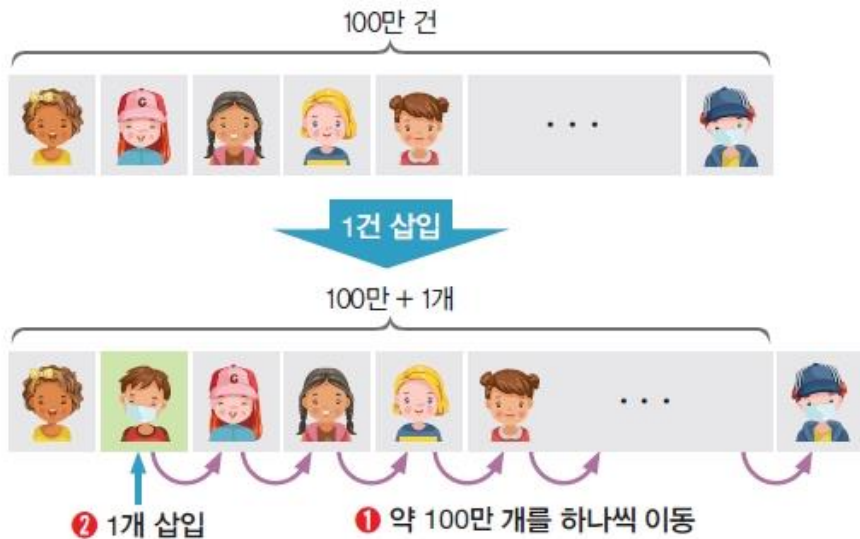 100만 건
G
...
1건 삽입
100만 + 1개
G
...
❷ 1개 삽입
❶ 약 100만 개를 하나씩 이동